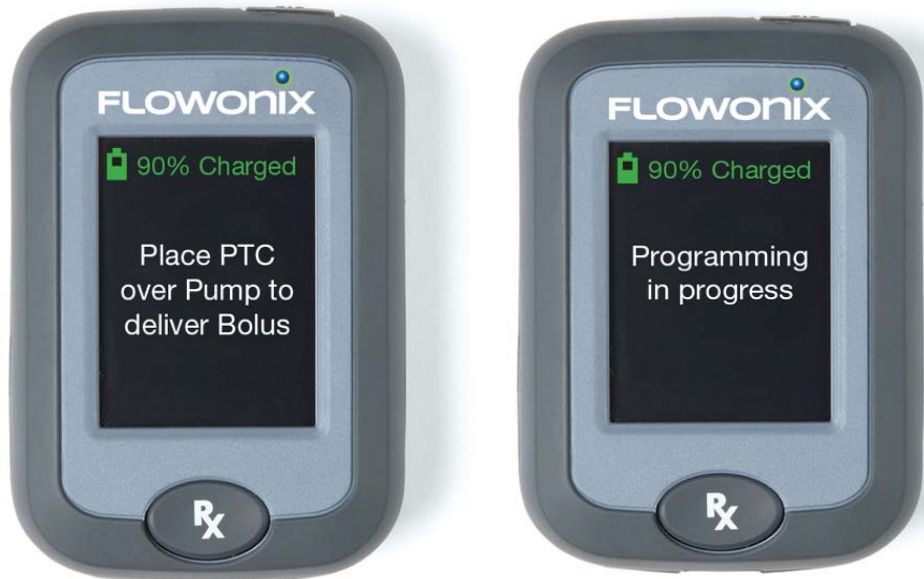 FLOWONIX
90% Charged
Place PTC
over Pump to
deliver Bolus
Rx
FLOWONIX
90% Charged
Programming
in progress
Rx